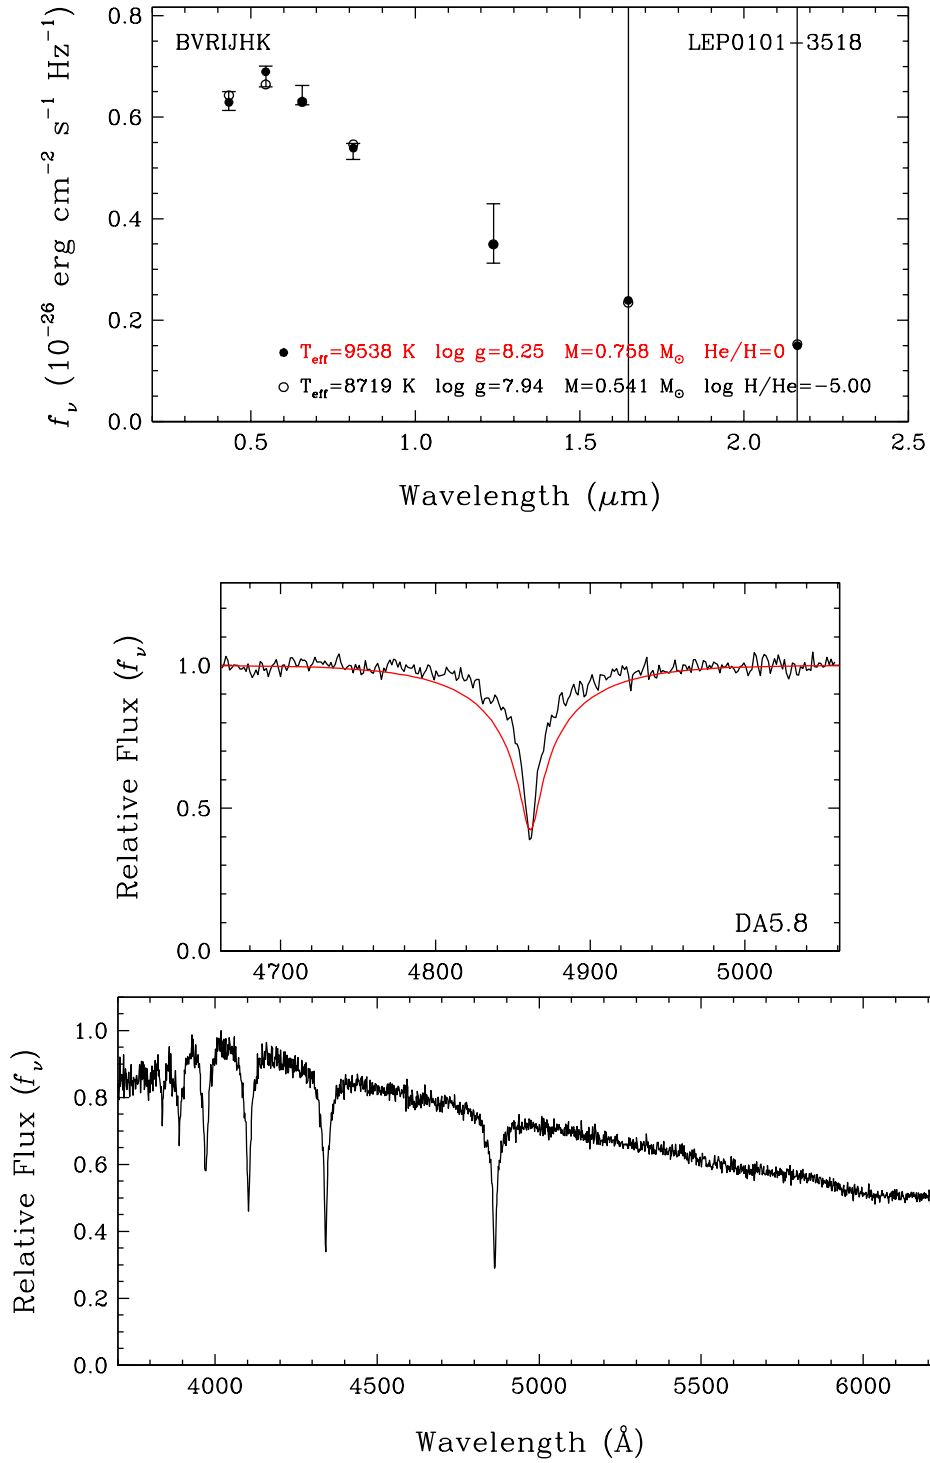 BVRIJHK LEP0101−3518
0.8
0.6
0.4
0.2
0.0
f_ν (10^−26 erg cm^−2 s^−1 Hz^−1)
T_eff=9538 K log g=8.25 M=0.758 M_⊙ He/H=0
T_eff=8719 K log g=7.94 M=0.541 M_⊙ log H/He=−5.00
0.5 1.0 1.5 2.0 2.5
Wavelength (μm)
1.0
0.5
0.0
Relative Flux (f_ν)
DA5.8
4700 4800 4900 5000
1.0
0.8
0.6
0.4
0.2
0.0
Relative Flux (f_ν)
4000 4500 5000 5500 6000
Wavelength (Å)